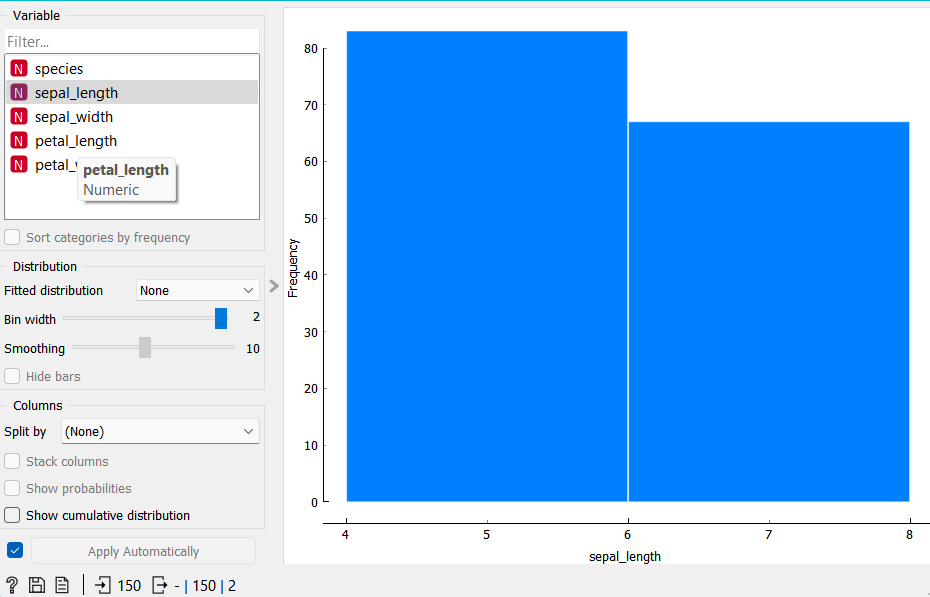 Variable
Filter...
N species
N sepal_length
N sepal_width
N petal_length
N petal_
petal_length
Numeric
Sort categories by frequency
Distribution
Fitted distribution None
Bin width 2
Smoothing 10
Hide bars
Columns
Split by (None)
Stack columns
Show probabilities
Show cumulative distribution
Apply Automatically
? 150 - | 150 | 2
80
70
60
50
40
30
20
10
0
Frequency
4 5 6 7 8
sepal_length